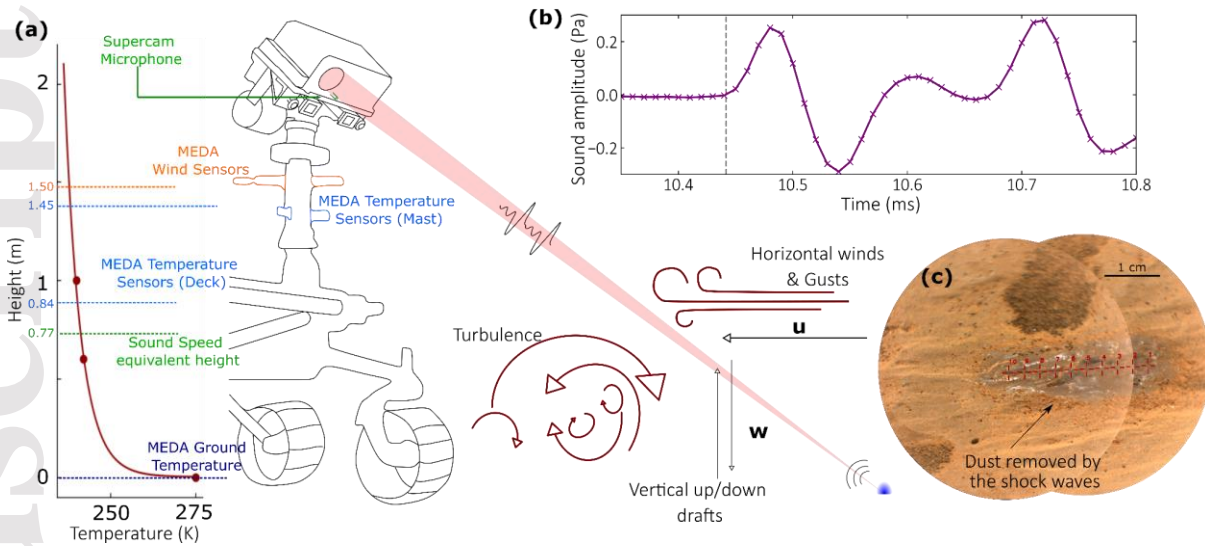 (a)
Supercam
Microphone
2
MEDA
Wind Sensors
1.50
1.45
MEDA Temperature
Sensors (Mast)
Height (m)
1
MEDA Temperature
Sensors (Deck)
0.84
0.77
Sound Speed
equivalent height
MEDA Ground
Temperature
0
250
275
Temperature (K)
(b)
Sound amplitude (Pa)
0.2
0.0
−0.2
10.4
10.5
10.6
10.7
10.8
Time (ms)
Horizontal winds
& Gusts
u
Turbulence
w
Vertical up/down
drafts
(c)
1 cm
Dust removed by
the shock waves